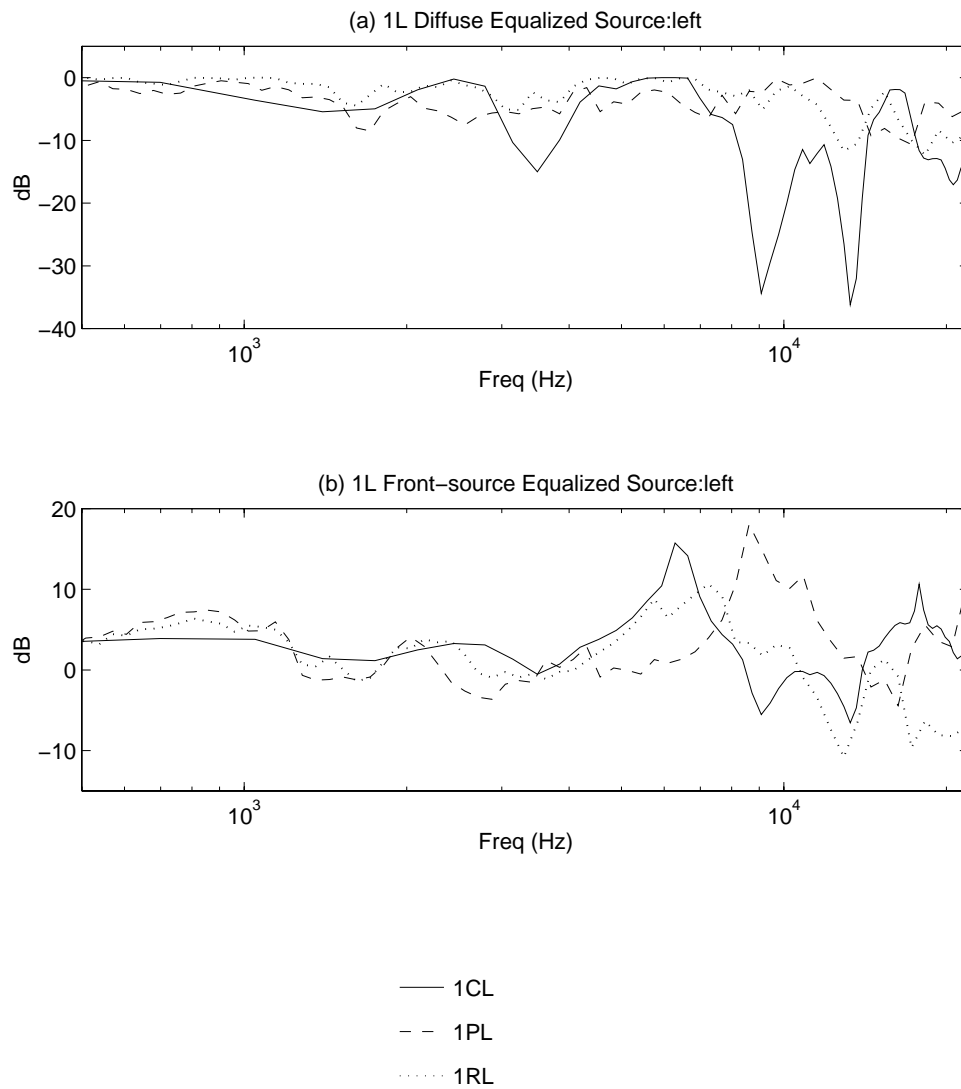 (a) 1L Diffuse Equalized Source:left
0
−10
−20
−30
−40
dB
10^3
10^4
Freq (Hz)
(b) 1L Front−source Equalized Source:left
20
10
0
−10
dB
10^3
10^4
Freq (Hz)
1CL
1PL
1RL